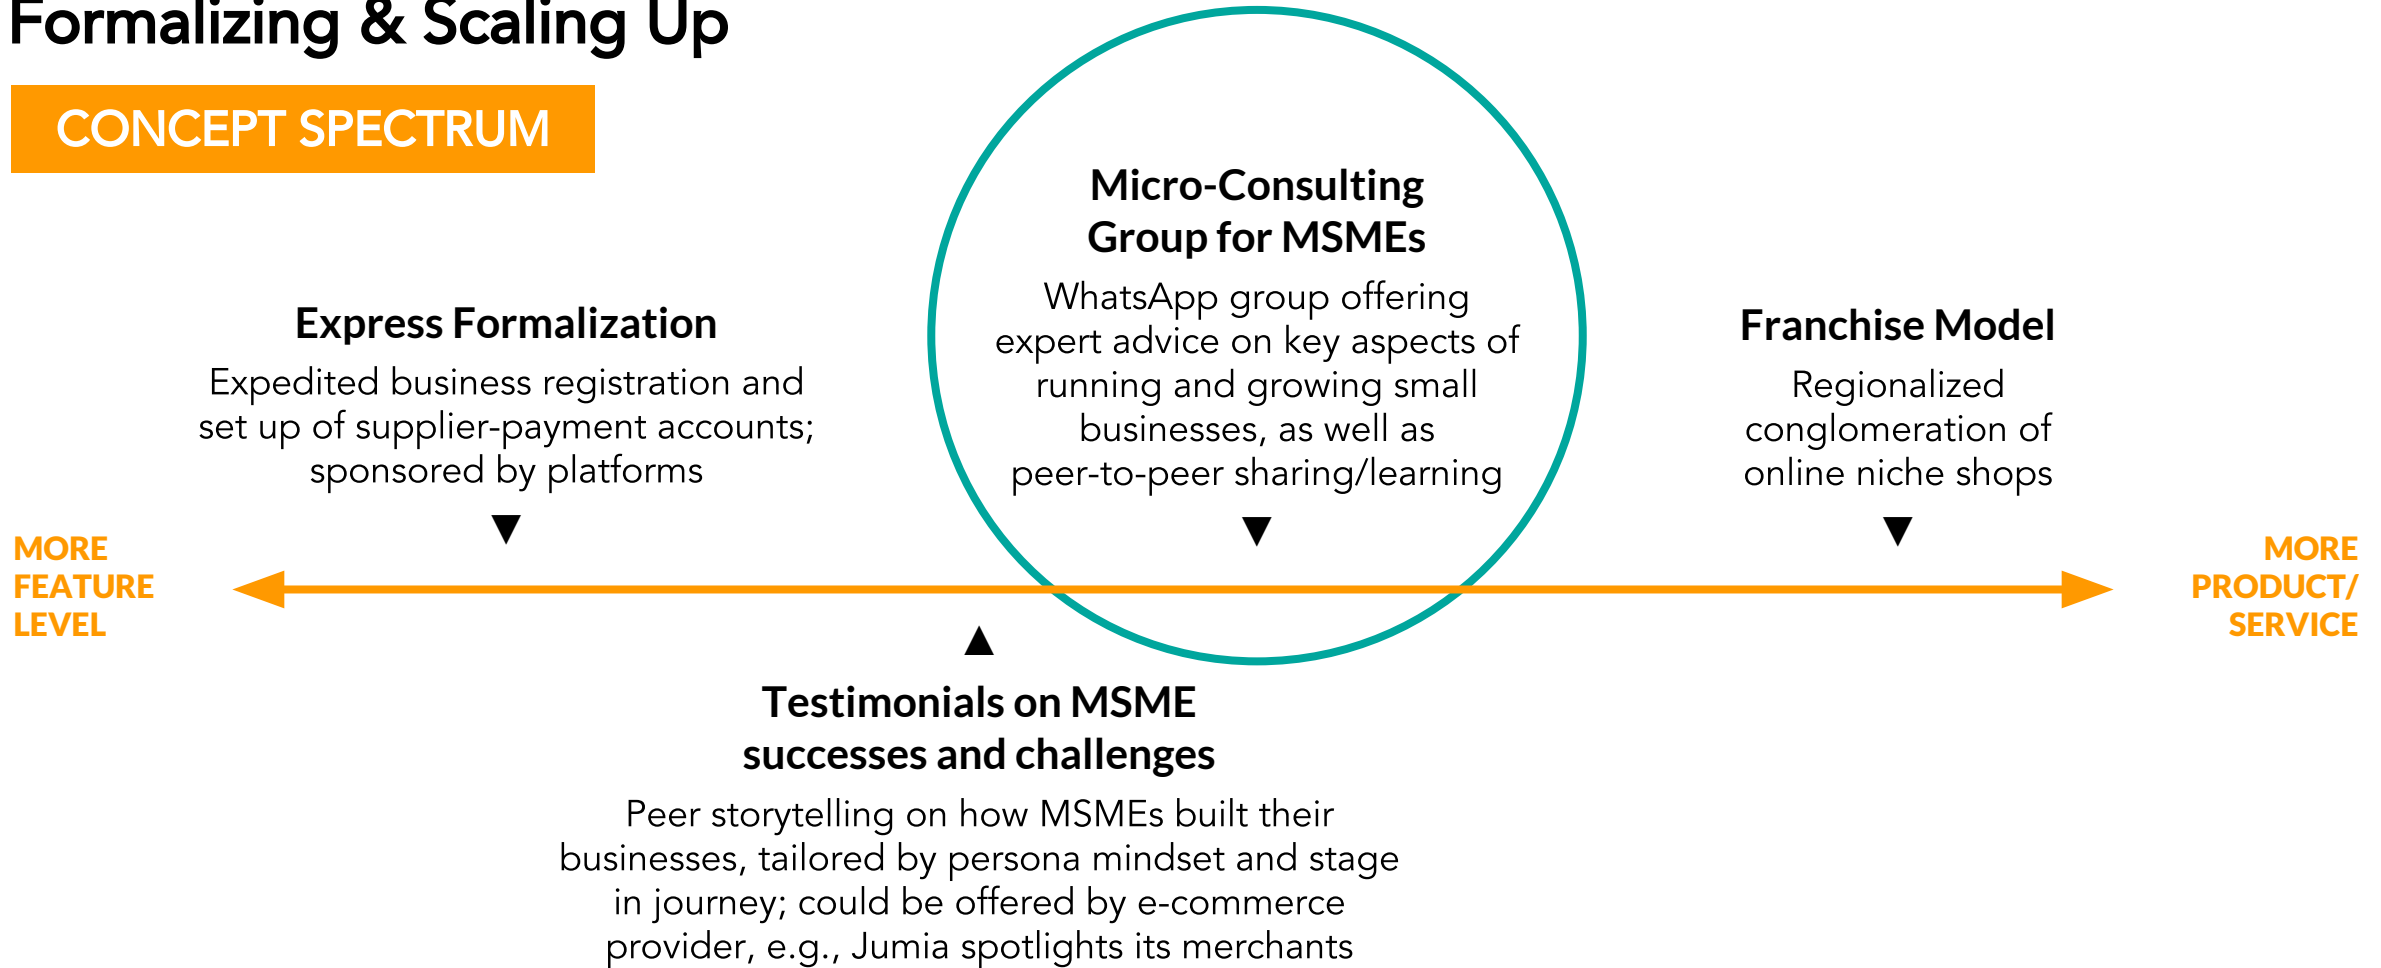 Formalizing & Scaling Up
CONCEPT SPECTRUM
Micro-Consulting
Group for MSMEs
WhatsApp group offering
expert advice on key aspects of
running and growing small
businesses, as well as
peer-to-peer sharing/learning
Express Formalization
Expedited business registration and
set up of supplier-payment accounts;
sponsored by platforms
Franchise Model
Regionalized
conglomeration of
online niche shops
MORE
FEATURE
LEVEL
MORE
PRODUCT/
SERVICE
Testimonials on MSME
successes and challenges
Peer storytelling on how MSMEs built their
businesses, tailored by persona mindset and stage
in journey; could be offered by e-commerce
provider, e.g., Jumia spotlights its merchants